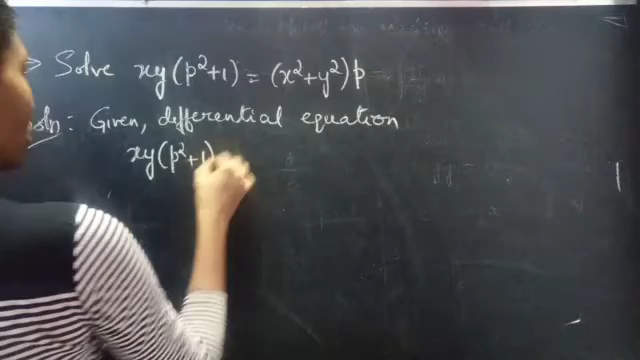 > Solve xy(p²+1) = (x²+y²)p
Soln: Given, differential equation
xy(p²+1)